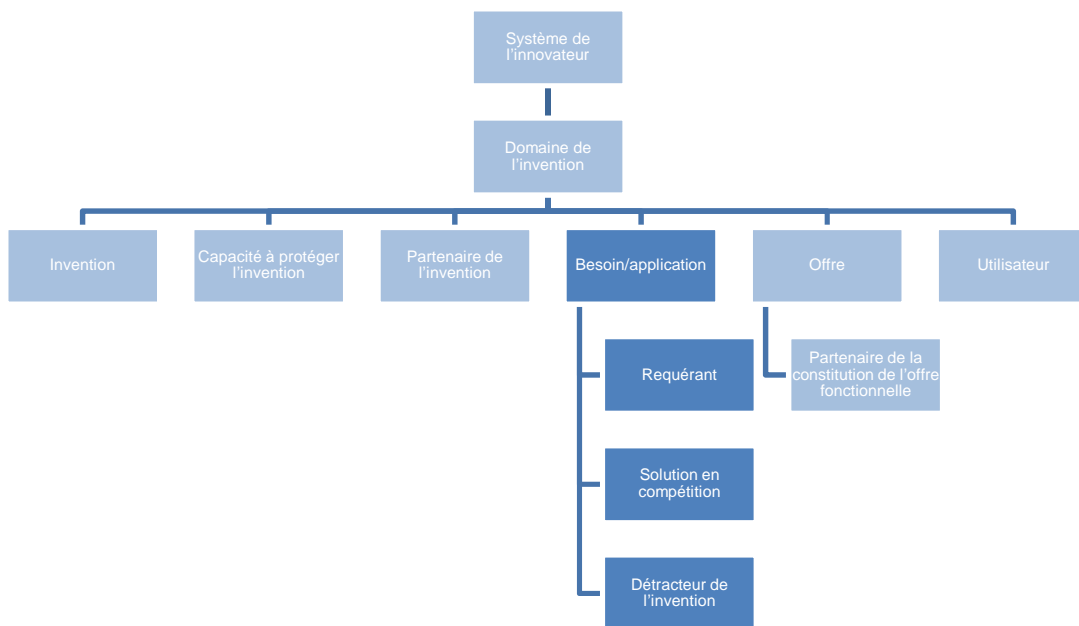 Système de
l'innovateur
Domaine de
l'invention
Invention
Capacité à protéger
l'invention
Partenaire de
l'invention
Besoin/application
Offre
Utilisateur
Requérant
Partenaire de la
constitution de l'offre
fonctionnelle
Solution en
compétition
Détracteur de
l'invention